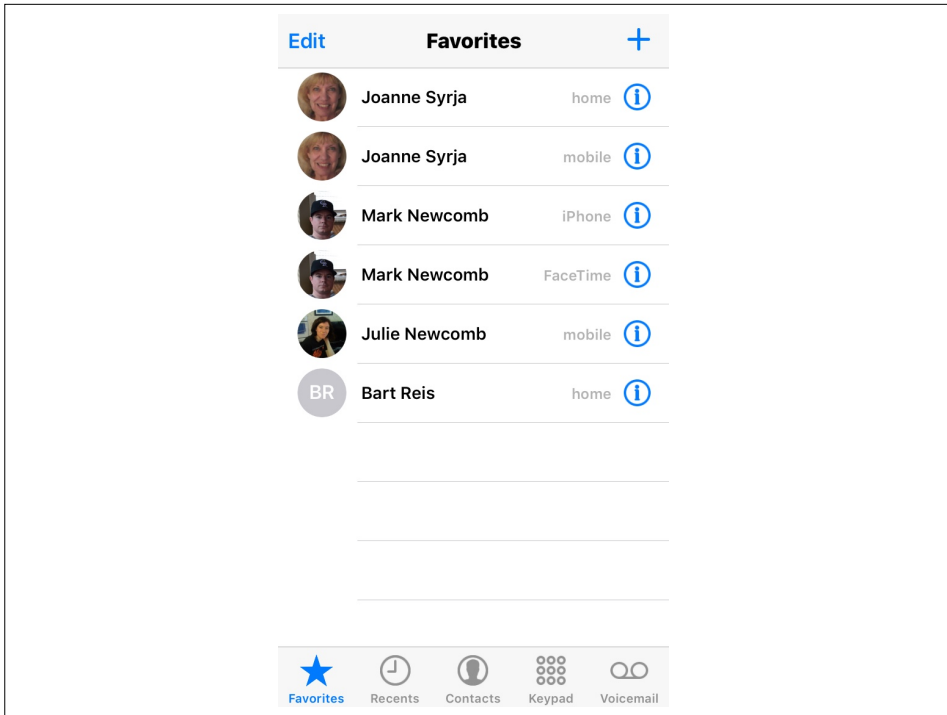 Edit Favorites +
Joanne Syrja home
Joanne Syrja mobile
Mark Newcomb iPhone
Mark Newcomb FaceTime
Julie Newcomb mobile
BR Bart Reis home
Favorites Recents Contacts Keypad Voicemail